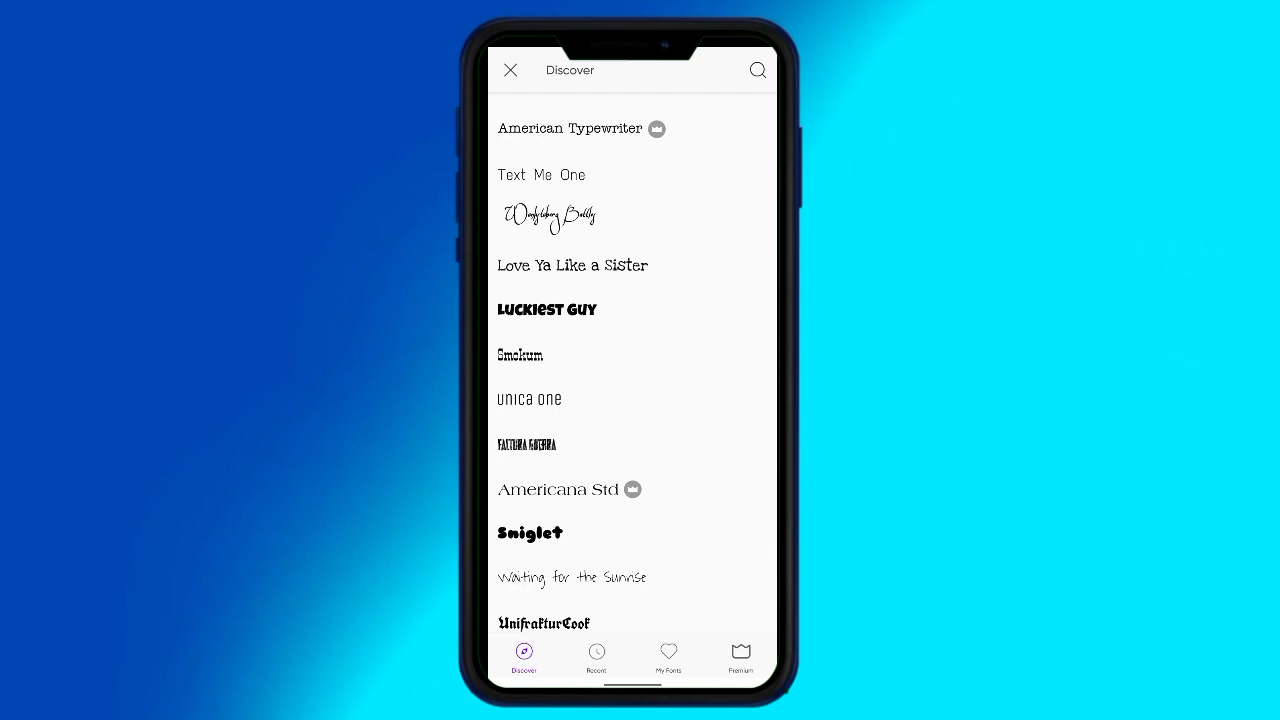 Discover
American Typewriter
Text Me One
Love Ya Like a Sister
Luckiest Guy
Smokum
unica one
Americana Std
Sniglet
Waiting for the Sunrise
UnifrakturCook
Discover
Recent
My Fonts
Premium